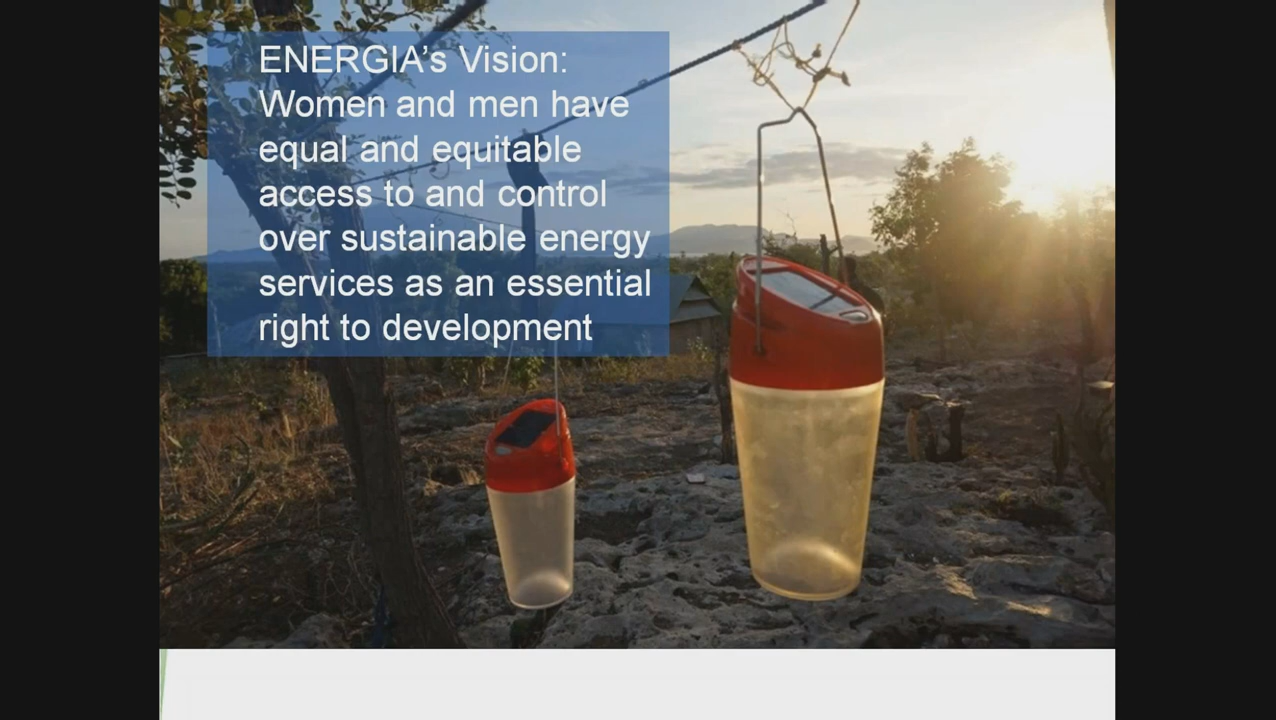 ENERGIA’s Vision:
Women and men have
equal and equitable
access to and control
over sustainable energy
services as an essential
right to development